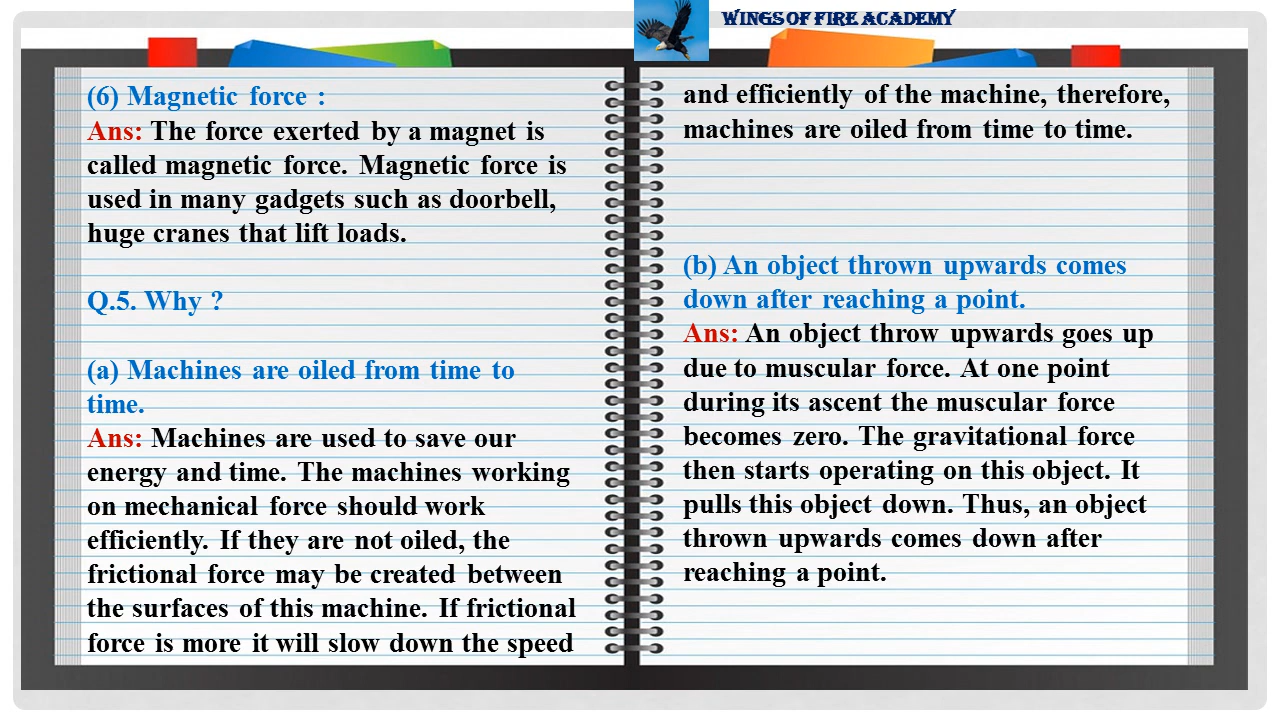 WINGS OF FIRE ACADEMY
(6) Magnetic force :
Ans: The force exerted by a magnet is
called magnetic force. Magnetic force is
used in many gadgets such as doorbell,
huge cranes that lift loads.
Q.5. Why ?
(a) Machines are oiled from time to
time.
Ans: Machines are used to save our
energy and time. The machines working
on mechanical force should work
efficiently. If they are not oiled, the
frictional force may be created between
the surfaces of this machine. If frictional
force is more it will slow down the speed
and efficiently of the machine, therefore,
machines are oiled from time to time.
(b) An object thrown upwards comes
down after reaching a point.
Ans: An object throw upwards goes up
due to muscular force. At one point
during its ascent the muscular force
becomes zero. The gravitational force
then starts operating on this object. It
pulls this object down. Thus, an object
thrown upwards comes down after
reaching a point.